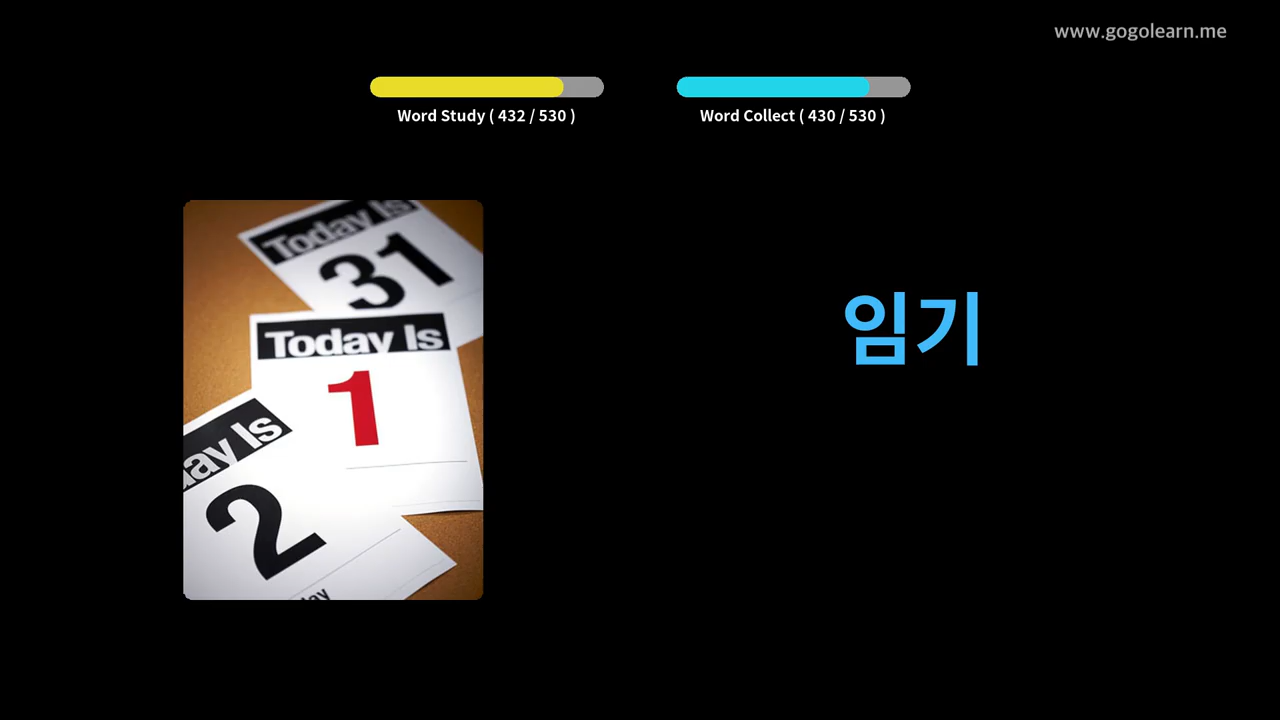 www.gogolearn.me
Word Study ( 432 / 530 )
Word Collect ( 430 / 530 )
Today Is
31
Today Is
1
ay Is
2
임기